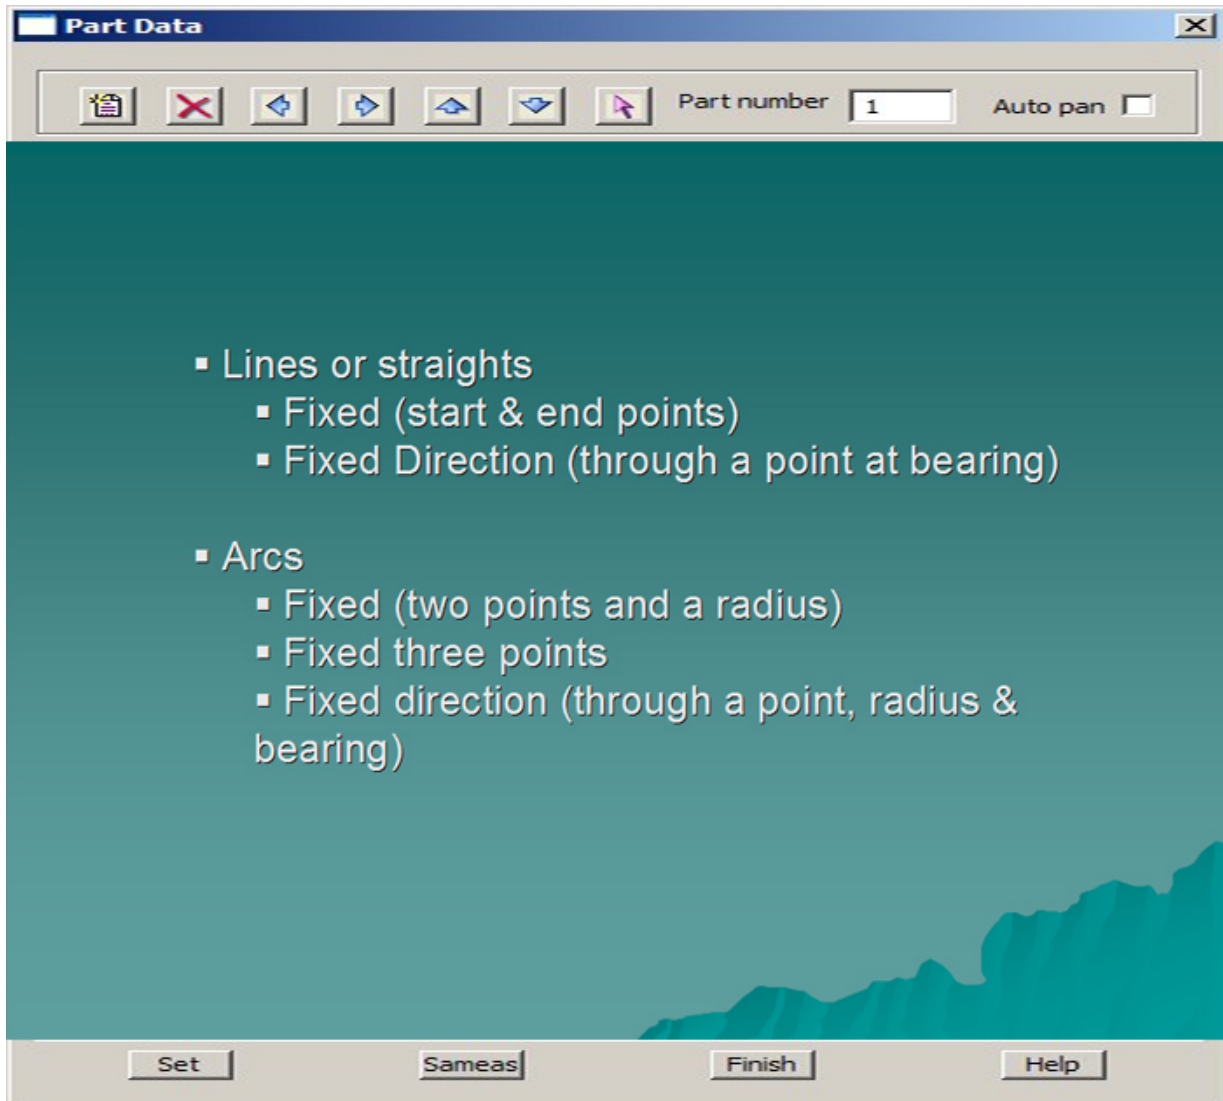 Part Data
Part number 1 Auto pan
▪ Lines or straights
▪ Fixed (start & end points)
▪ Fixed Direction (through a point at bearing)
▪ Arcs
▪ Fixed (two points and a radius)
▪ Fixed three points
▪ Fixed direction (through a point, radius &
bearing)
Set Sameas Finish Help